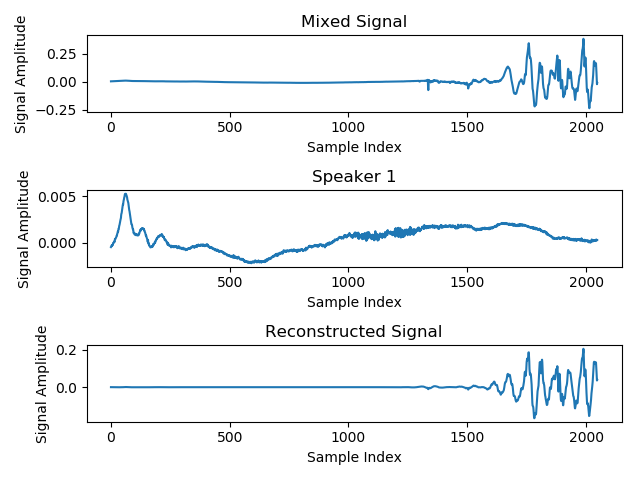 Mixed Signal
Signal Amplitude
0.25
0.00
−0.25
0
500
1000
1500
2000
Sample Index
Speaker 1
Signal Amplitude
0.005
0.000
0
500
1000
1500
2000
Sample Index
Reconstructed Signal
Signal Amplitude
0.2
0.0
0
500
1000
1500
2000
Sample Index